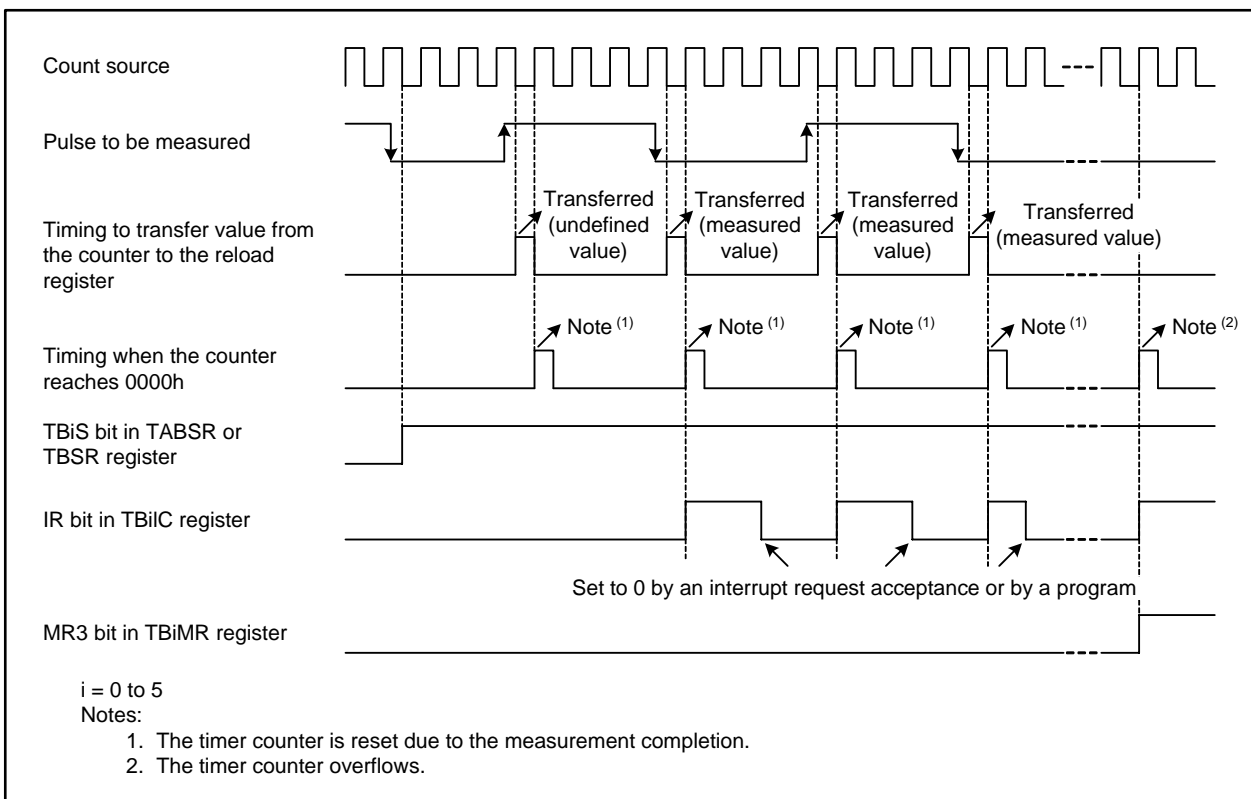 Count source
Pulse to be measured
Timing to transfer value from
the counter to the reload
register
Transferred
(undefined
value)
Transferred
(measured
value)
Transferred
(measured
value)
Transferred
(measured value)
Timing when the counter
reaches 0000h
Note (1)
Note (1)
Note (1)
Note (1)
Note (2)
TBiS bit in TABSR or
TBSR register
IR bit in TBiIC register
Set to 0 by an interrupt request acceptance or by a program
MR3 bit in TBiMR register
i = 0 to 5
Notes:
1. The timer counter is reset due to the measurement completion.
2. The timer counter overflows.